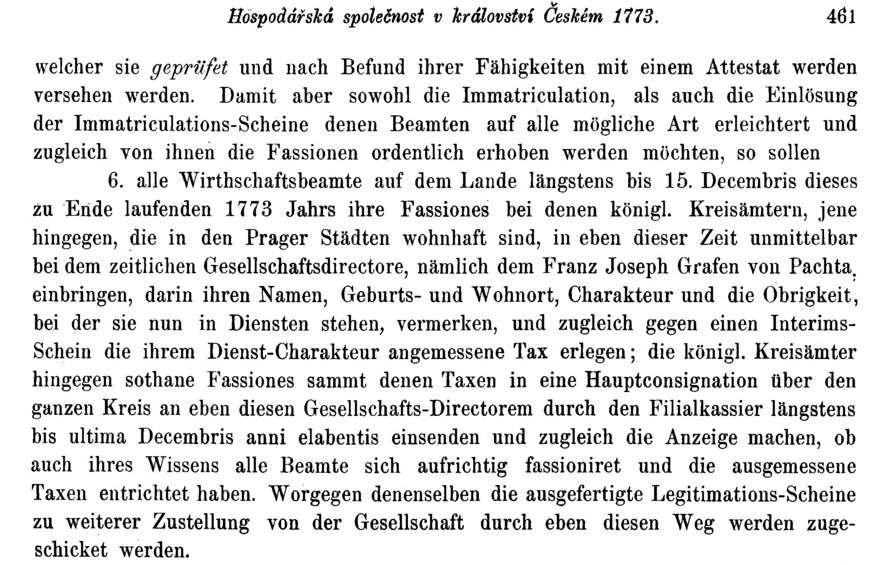 Hospodářská společnost v království Českém 1773. 461
welcher sie geprüfet und nach Befund ihrer Fähigkeiten mit einem Attestat werden
versehen werden. Damit aber sowohl die Immatriculation, als auch die Einlösung
der Immatriculations-Scheine denen Beamten auf alle mögliche Art erleichtert und
zugleich von ihnen die Fassionen ordentlich erhoben werden möchten, so sollen
6. alle Wirthschaftsbeamte auf dem Lande längstens bis 15. Decembris dieses
zu Ende laufenden 1773 Jahrs ihre Fassiones bei denen königl. Kreisämtern, jene
hingegen, die in den Prager Städten wohnhaft sind, in eben dieser Zeit unmittelbar
bei dem zeitlichen Gesellschaftsdirectore, nämlich dem Franz Joseph Grafen von Pachta,
einbringen, darin ihren Namen, Geburts- und Wohnort, Charakteur und die Obrigkeit,
bei der sie nun in Diensten stehen, vermerken, und zugleich gegen einen Interims-
Schein die ihrem Dienst-Charakteur angemessene Tax erlegen; die königl. Kreisämter
hingegen sothane Fassiones sammt denen Taxen in eine Hauptconsignation über den
ganzen Kreis an eben diesen Gesellschafts-Directorem durch den Filialkassier längstens
bis ultima Decembris anni elabentis einsenden und zugleich die Anzeige machen, ob
auch ihres Wissens alle Beamte sich aufrichtig fassioniret und die ausgemessene
Taxen entrichtet haben. Worgegen denenselben die ausgefertigte Legitimations-Scheine
zu weiterer Zustellung von der Gesellschaft durch eben diesen Weg werden zuge-
schicket werden.